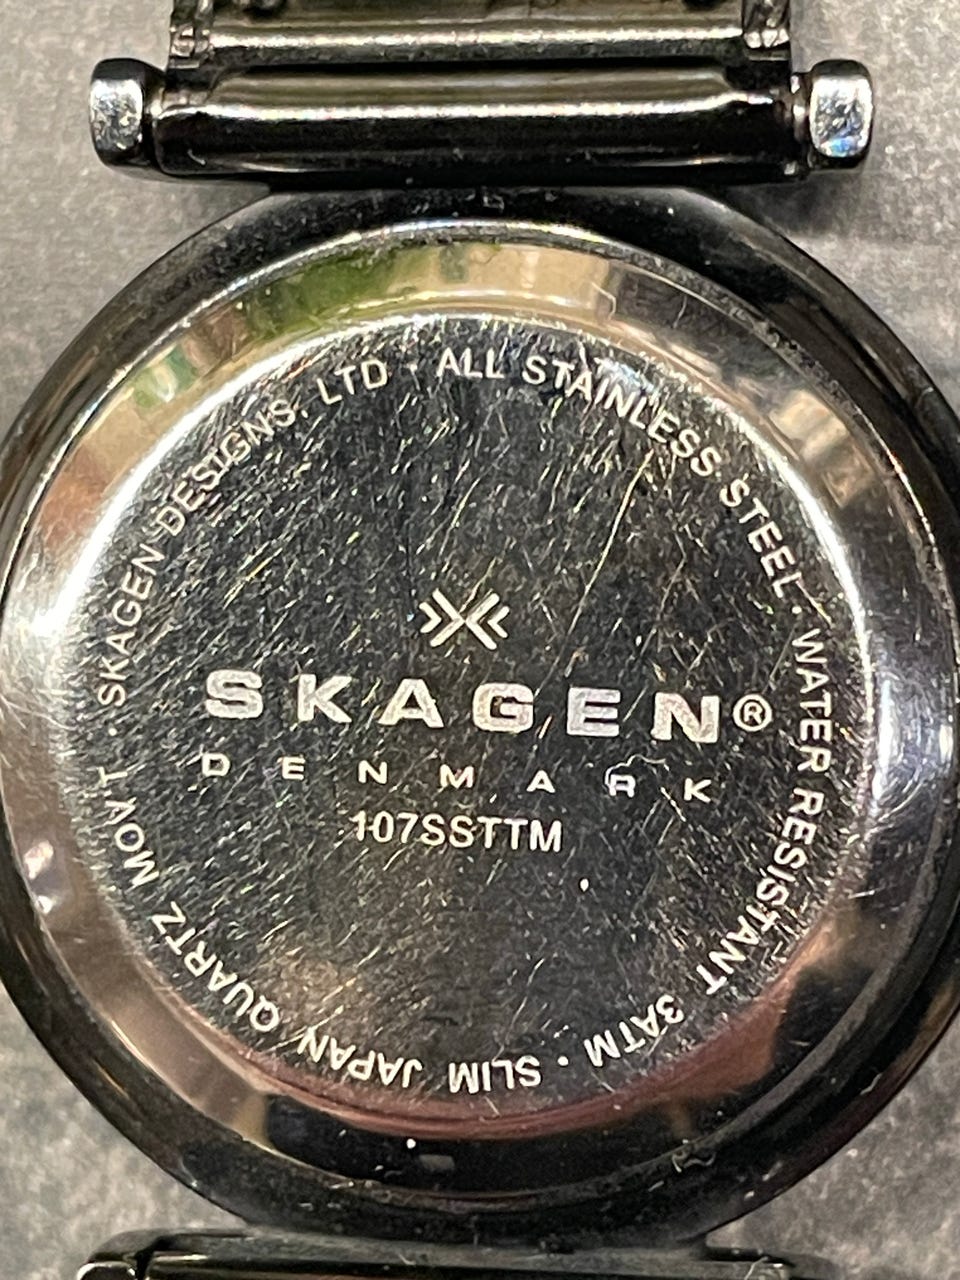 SKAGEN DESIGNS, LTD · ALL STAINLESS STEEL · WATER RESISTANT 3ATM · SLIM JAPAN QUARTZ MOV'T ·
SKAGEN®
DENMARK
107SSTTM